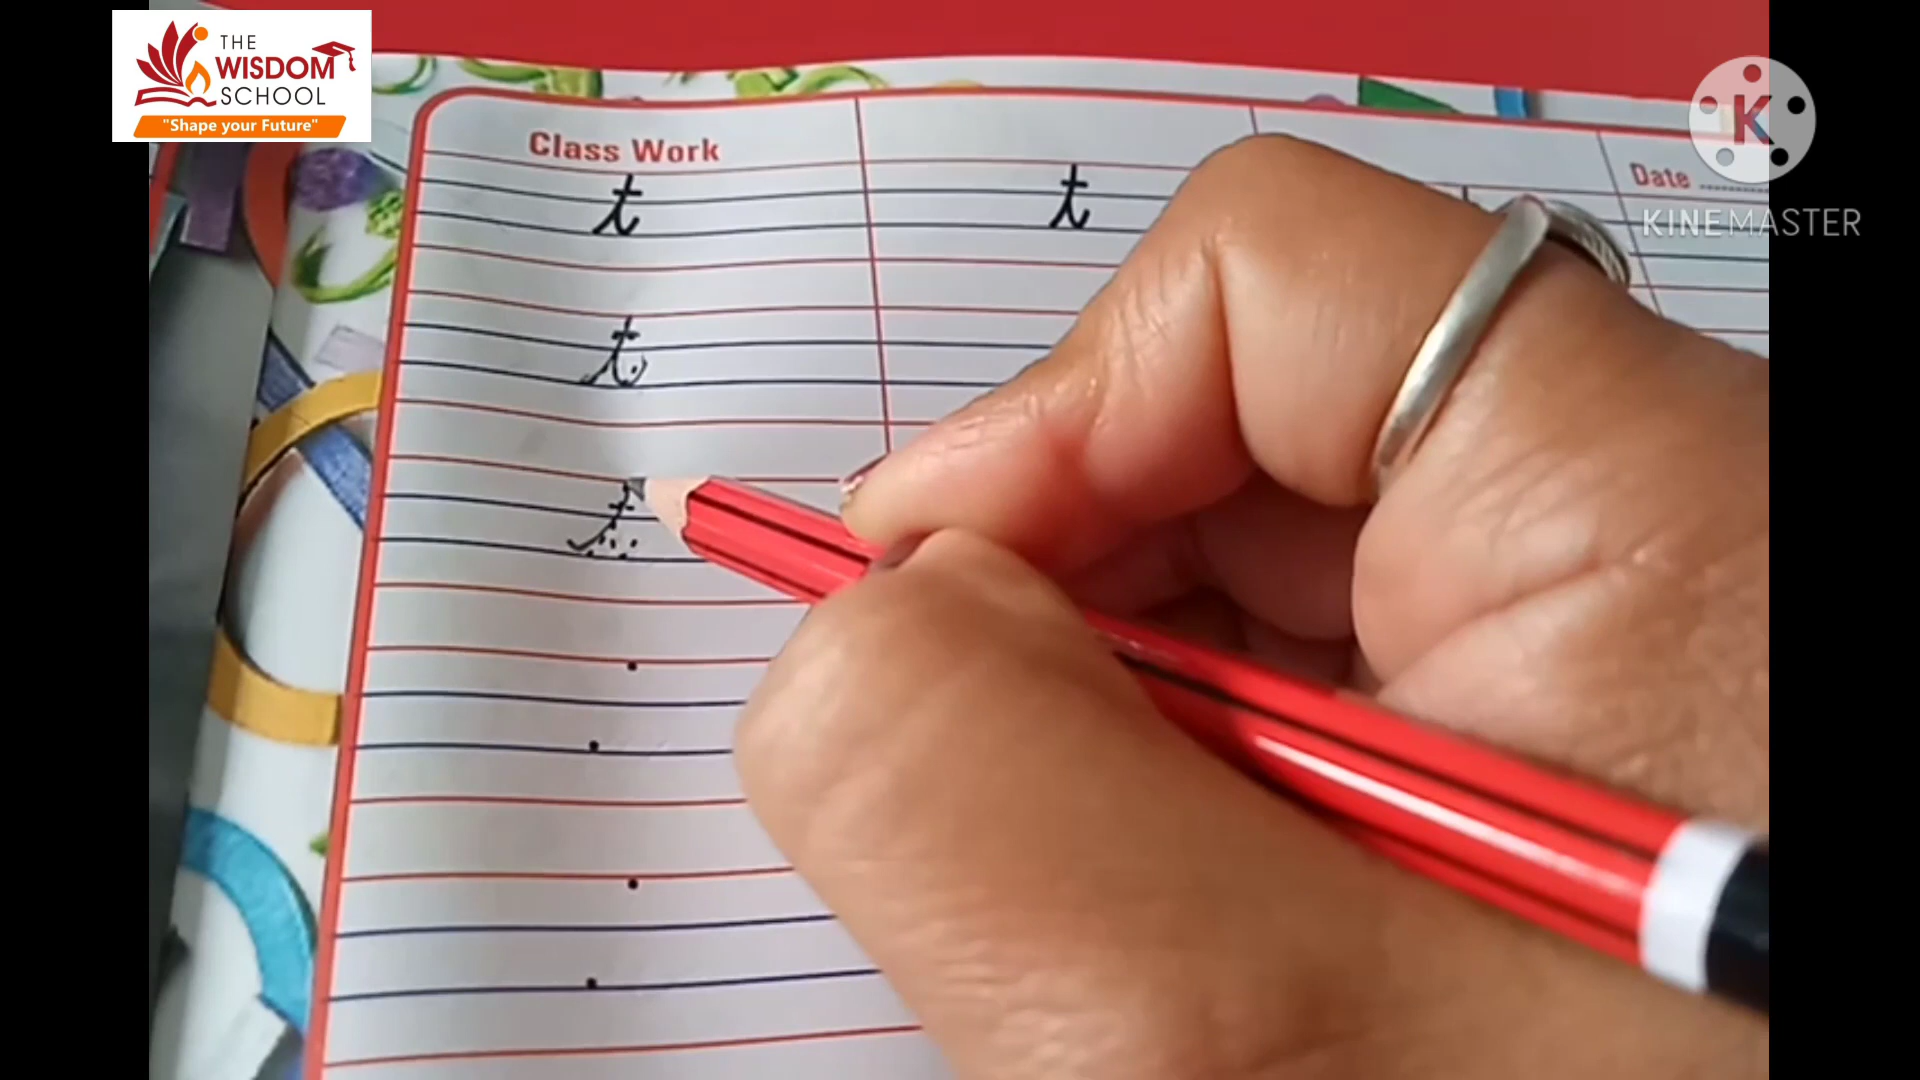 THE
WISDOM
SCHOOL
"Shape your Future"
K
KINEMASTER
Class Work
Date
t t
t
t